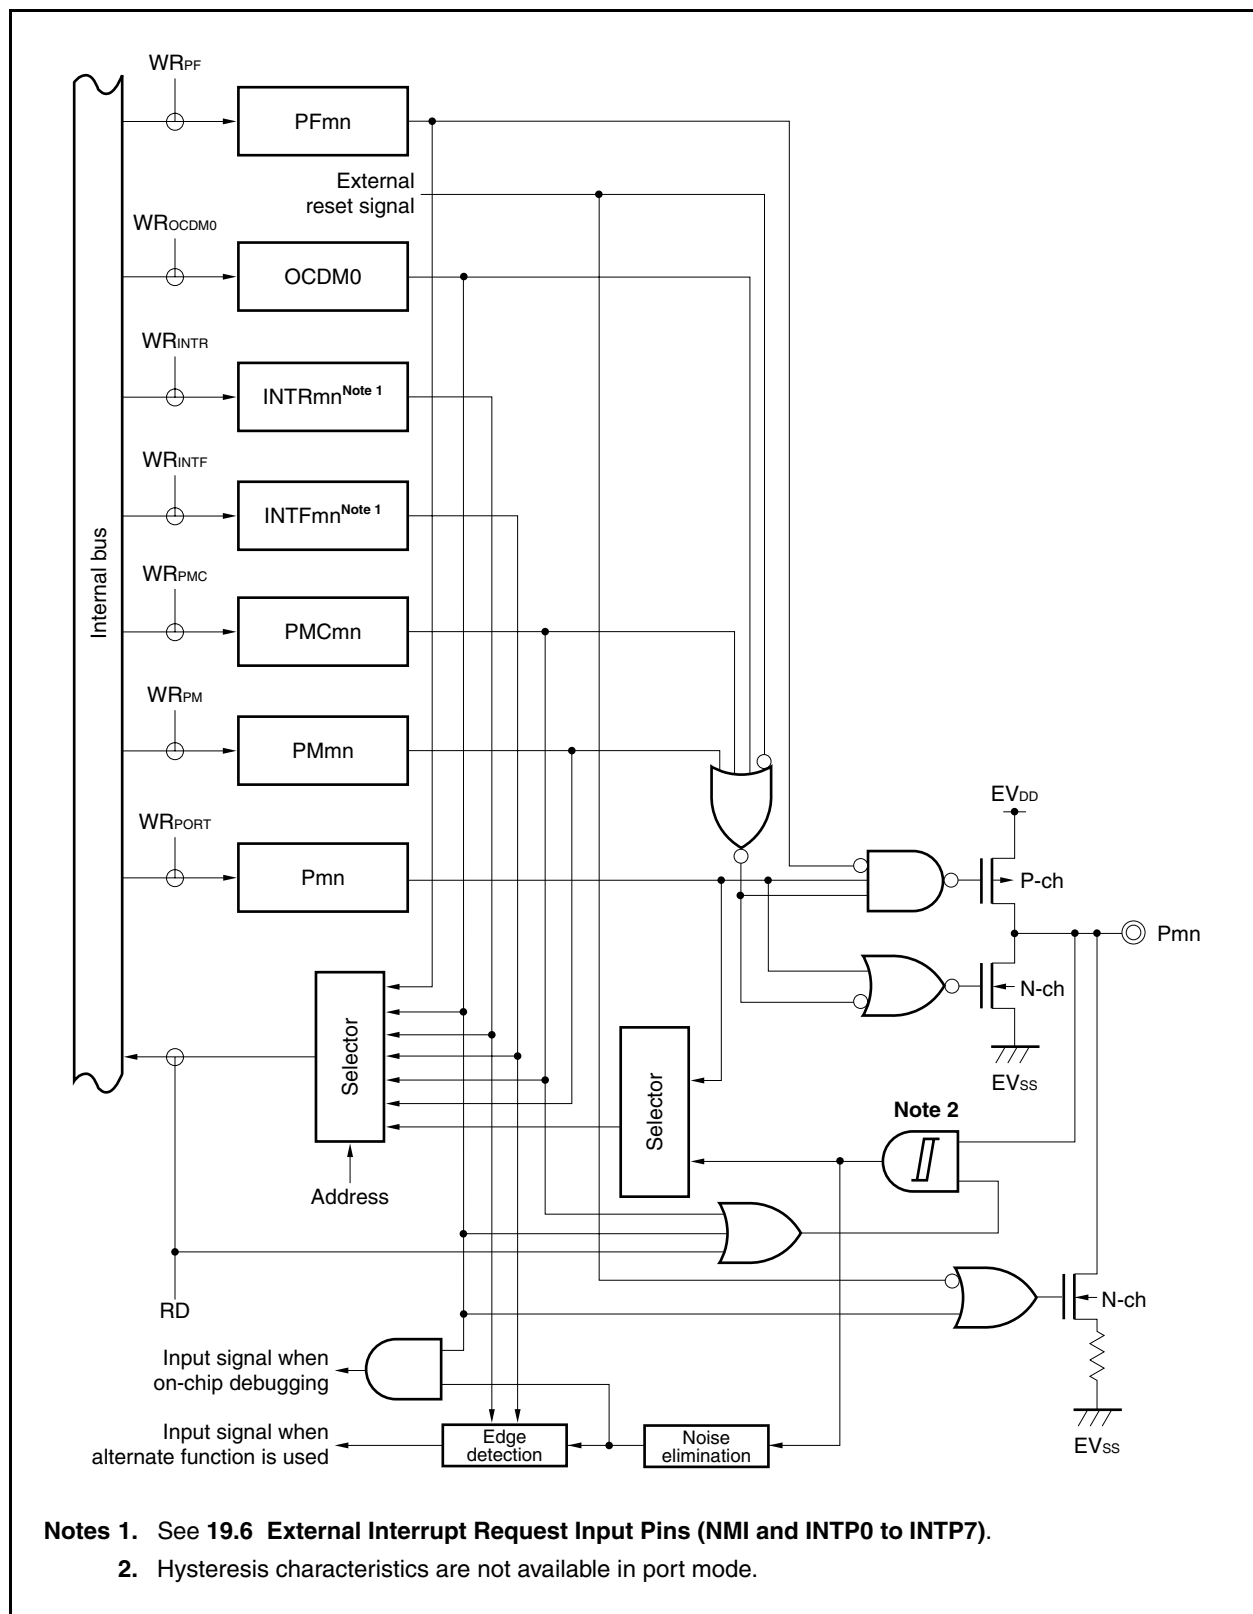 WRPF
PFmn
External
reset signal
WROCDM0
OCDM0
WRINTR
INTRmnNote 1
WRINTF
INTFmnNote 1
Internal bus
WRPMC
PMCmn
WRPM
PMmn
EVDD
WRPORT
Pmn
P-ch
Pmn
N-ch
EVSS
Selector
Selector
Note 2
Address
RD
N-ch
Input signal when
on-chip debugging
Input signal when
alternate function is used
Edge
detection
Noise
elimination
EVSS
Notes 1. See 19.6 External Interrupt Request Input Pins (NMI and INTP0 to INTP7).
2. Hysteresis characteristics are not available in port mode.